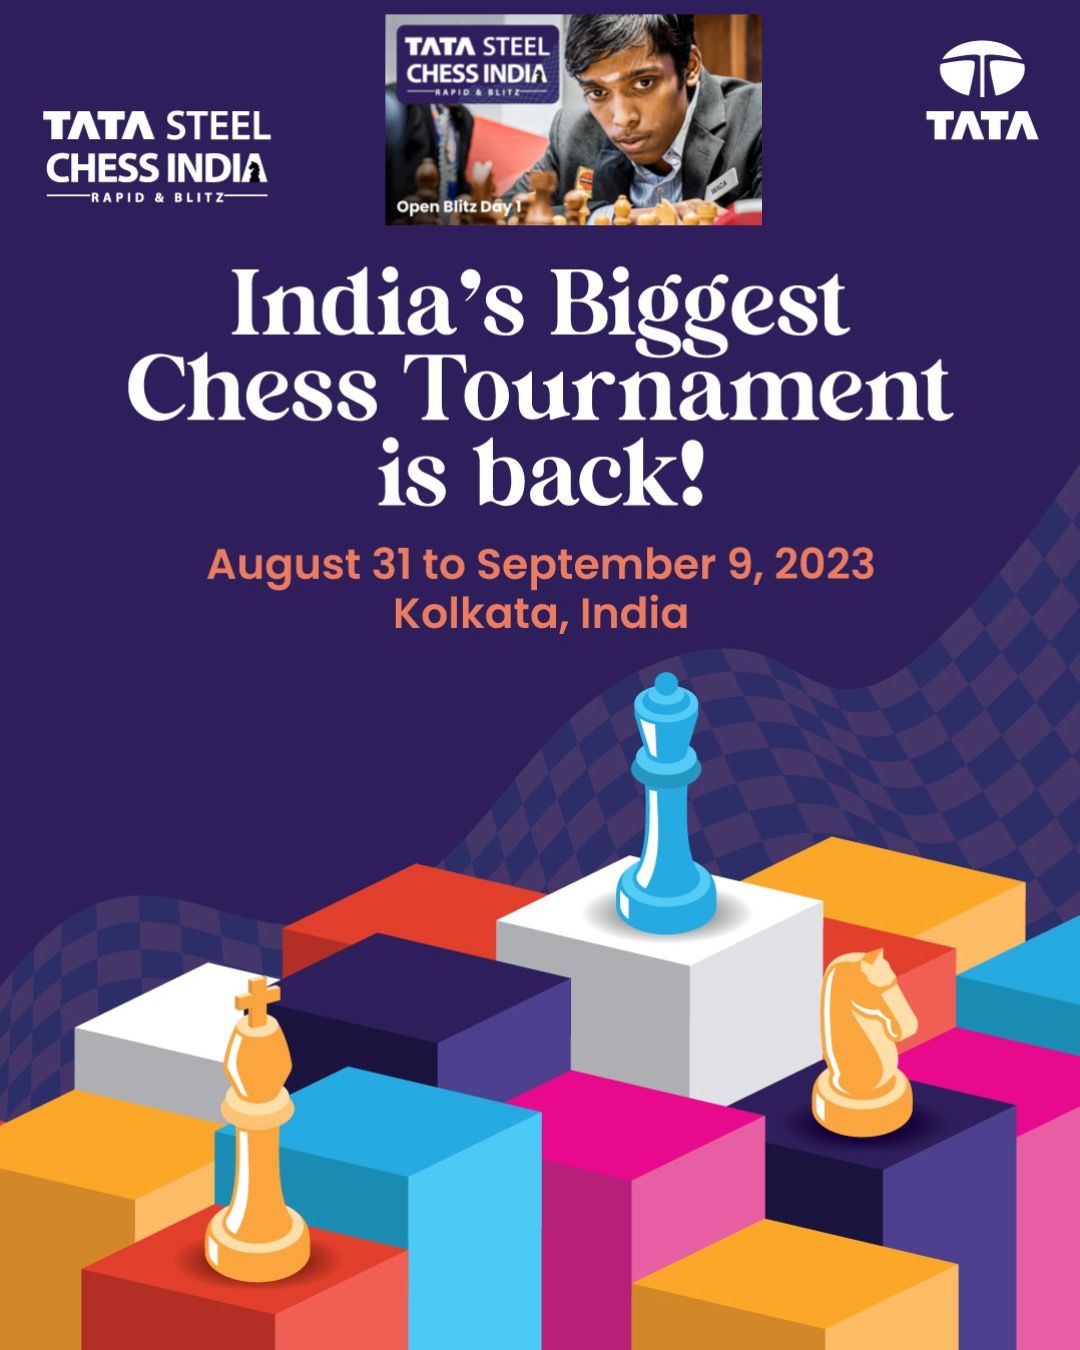 TATA STEEL
CHESS INDIA
RAPID & BLITZ
TATA STEEL
CHESS INDIA
RAPID & BLITZ
Open Blitz Day 1
TATA
India's Biggest
Chess Tournament
is back!
August 31 to September 9, 2023
Kolkata, India